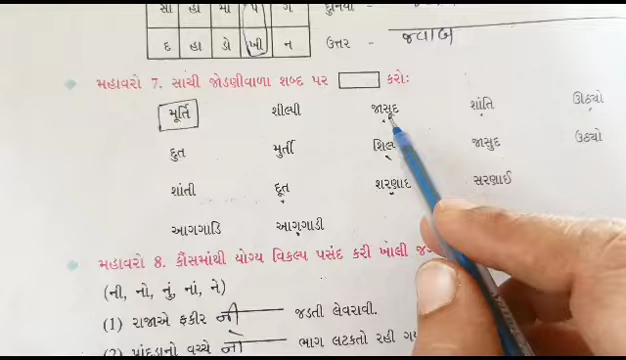 સા હા મા પ ગ
દુનિયા -
દ હા ડો ખી ન
ઉત્તર - જવાબ
મહાવરો 7. સાચી જોડણીવાળા શબ્દ પર કરો:
મૂર્તિ શીલ્પી જાસૂદ શાંતિ ઊઠ્યો
દુત મુર્તી જાસુદ ઉઠ્યો
શાંતી દૂત શરણાઈ સરણાઈ
આગગાડિ આગગાડી
મહાવરો 8. કૌંસમાંથી યોગ્ય વિકલ્પ પસંદ કરી ખાલી
(ની, નો, નું, નાં, ને)
(1) રાજાએ ફકીર ની જડતી લેવરાવી.
(2) પાંદડાનો વચ્ચે નો ભાગ લટકતો રહી